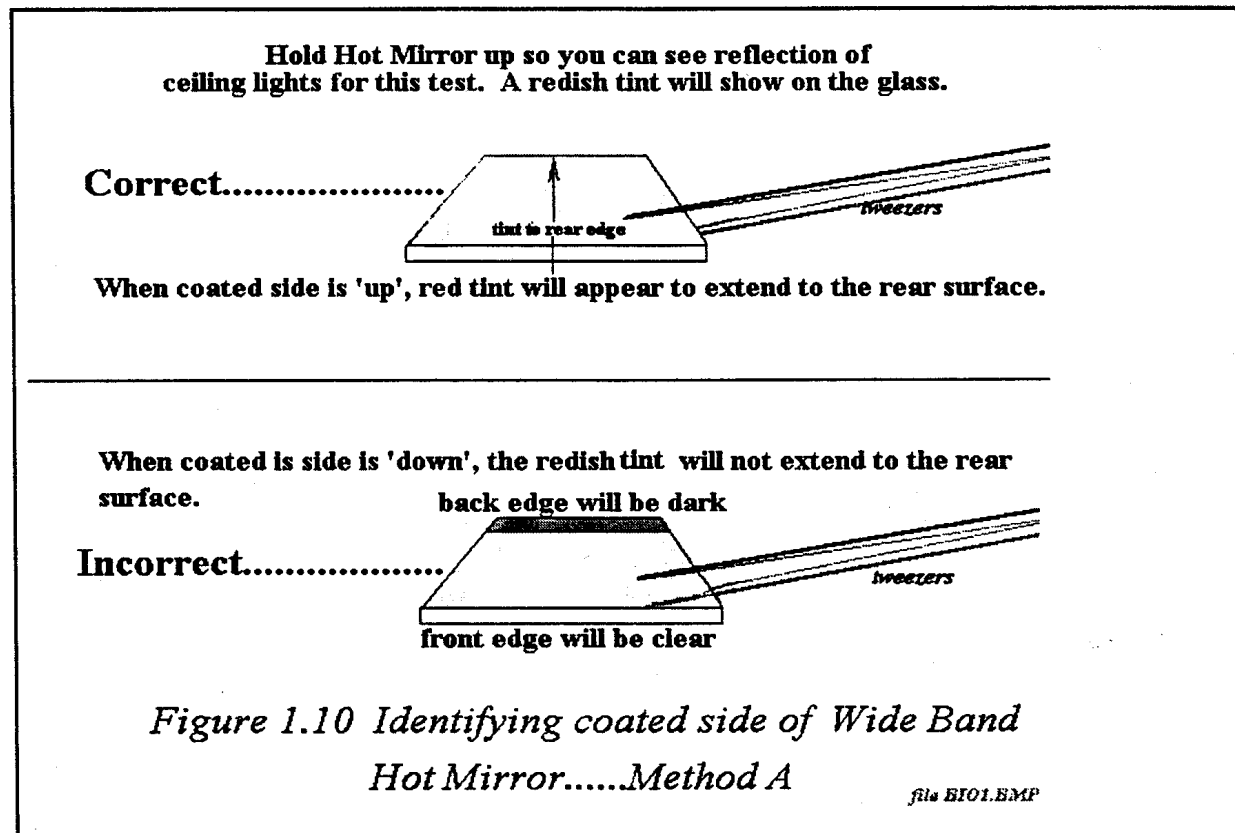 Hold Hot Mirror up so you can see reflection of
ceiling lights for this test. A redish tint will show on the glass.
Correct.....................
tweezers
tint to rear edge
When coated side is 'up', red tint will appear to extend to the rear surface.
When coated is side is 'down', the redish tint will not extend to the rear
surface.
back edge will be dark
Incorrect...................
tweezers
front edge will be clear
Figure 1.10 Identifying coated side of Wide Band
Hot Mirror......Method A
file BIO1.BMP